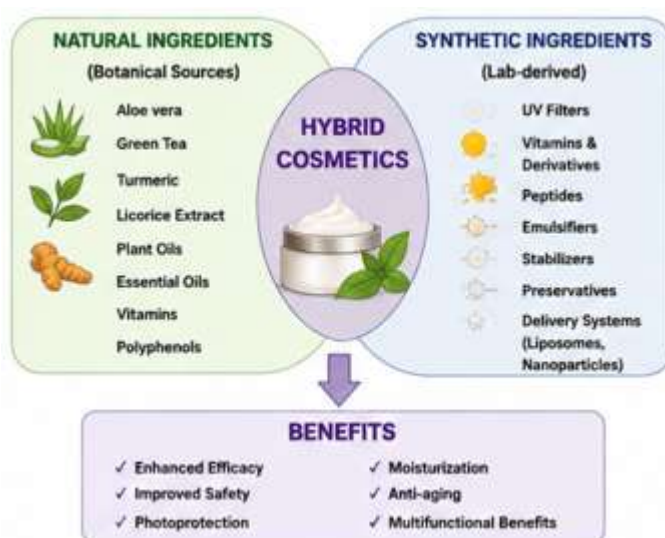 NATURAL INGREDIENTS
(Botanical Sources)
Aloe vera
Green Tea
Turmeric
Licorice Extract
Plant Oils
Essential Oils
Vitamins
Polyphenols
HYBRID
COSMETICS
SYNTHETIC INGREDIENTS
(Lab-derived)
UV Filters
Vitamins &
Derivatives
Peptides
Emulsifiers
Stabilizers
Preservatives
Delivery Systems
(Liposomes,
Nanoparticles)
BENEFITS
✓ Enhanced Efficacy
✓ Improved Safety
✓ Photoprotection
✓ Moisturization
✓ Anti-aging
✓ Multifunctional Benefits